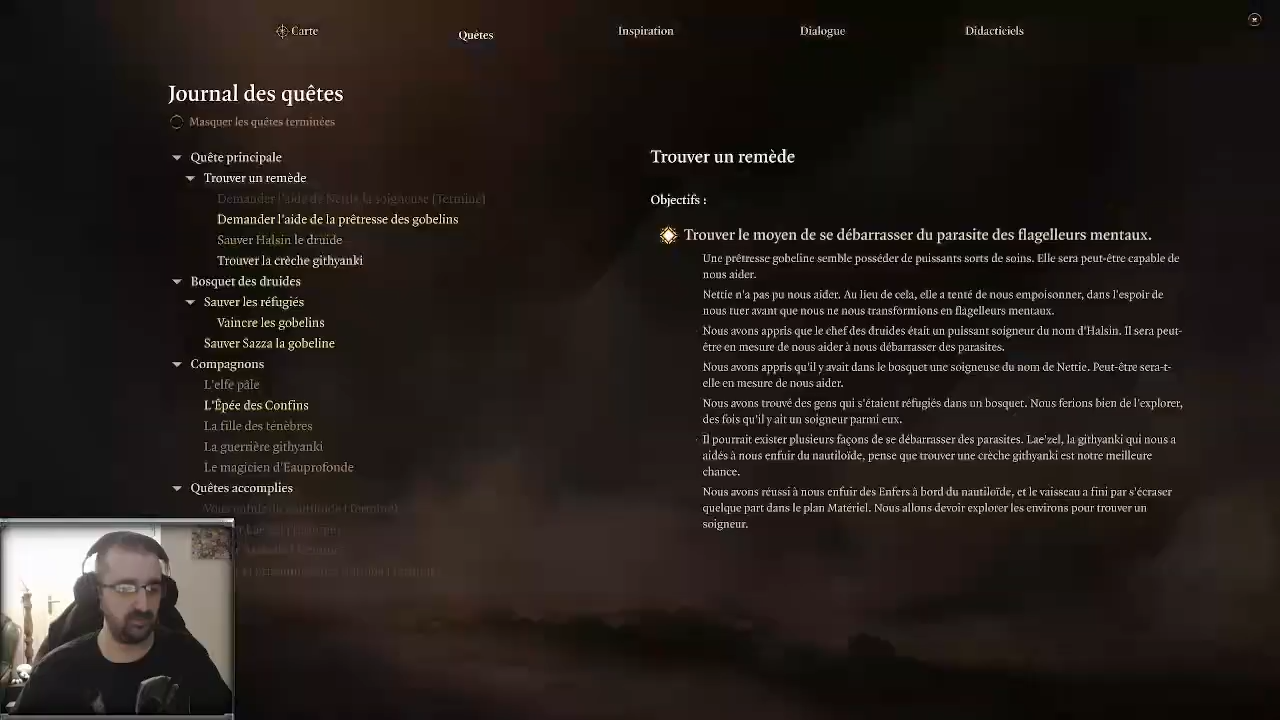 Carte
Quêtes
Inspiration
Dialogue
Didacticiels
Journal des quêtes
Masquer les quêtes terminées
Quête principale
Trouver un remède
Demander l'aide de Nettie la soigneuse (Terminé)
Demander l'aide de la prêtresse des gobelins
Sauver Halsin le druide
Trouver la crèche githyanki
Bosquet des druides
Sauver les réfugiés
Vaincre les gobelins
Sauver Sazza la gobeline
Compagnons
L'elfe pâle
L'Épée des Confins
La fille des ténèbres
La guerrière githyanki
Le magicien d'Eauprofonde
Quêtes accomplies
Trouver un remède
Objectifs :
Trouver le moyen de se débarrasser du parasite des flagelleurs mentaux.
Une prêtresse gobeline semble posséder de puissants sorts de soins. Elle sera peut-être capable de
nous aider.
Nettie n'a pas pu nous aider. Au lieu de cela, elle a tenté de nous empoisonner, dans l'espoir de
nous tuer avant que nous ne nous transformions en flagelleurs mentaux.
Nous avons appris que le chef des druides était un puissant soigneur du nom d'Halsin. Il sera peut-
être en mesure de nous aider à nous débarrasser des parasites.
Nous avons appris qu'il y avait dans le bosquet une soigneuse du nom de Nettie. Peut-être sera-t-
elle en mesure de nous aider.
Nous avons trouvé des gens qui s'étaient réfugiés dans un bosquet. Nous ferions bien de l'explorer,
des fois qu'il y ait un soigneur parmi eux.
Il pourrait exister plusieurs façons de se débarrasser des parasites. Lae'zel, la githyanki qui nous a
aidés à nous enfuir du nautiloïde, pense que trouver une crèche githyanki est notre meilleure
chance.
Nous avons réussi à nous enfuir des Enfers à bord du nautiloïde, et le vaisseau a fini par s'écraser
quelque part dans le plan Matériel. Nous allons devoir explorer les environs pour trouver un
soigneur.